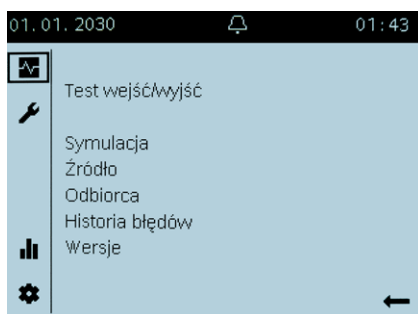 01.01.2030 01:43
Test wejść/wyjść
Symulacja
Źródło
Odbiorca
Historia błędów
Wersje